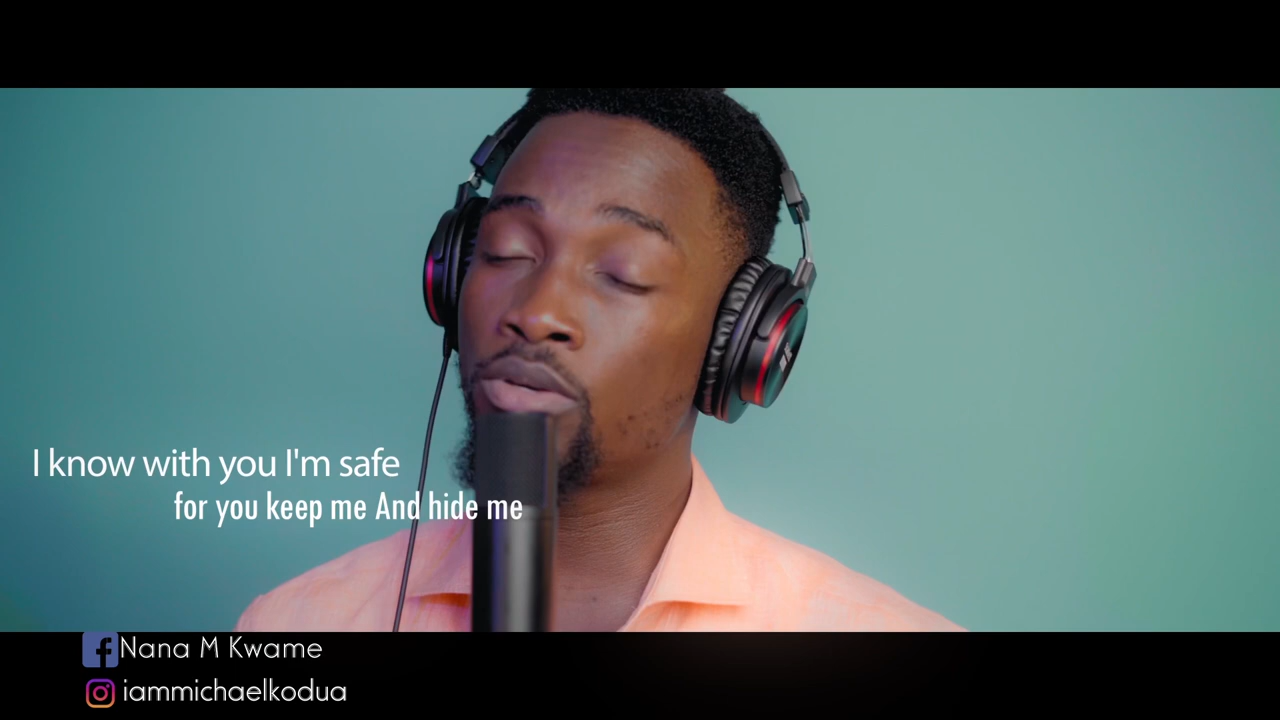 I know with you I'm safe
for you keep me And hide me
Nana M Kwame
iammichaelkodua